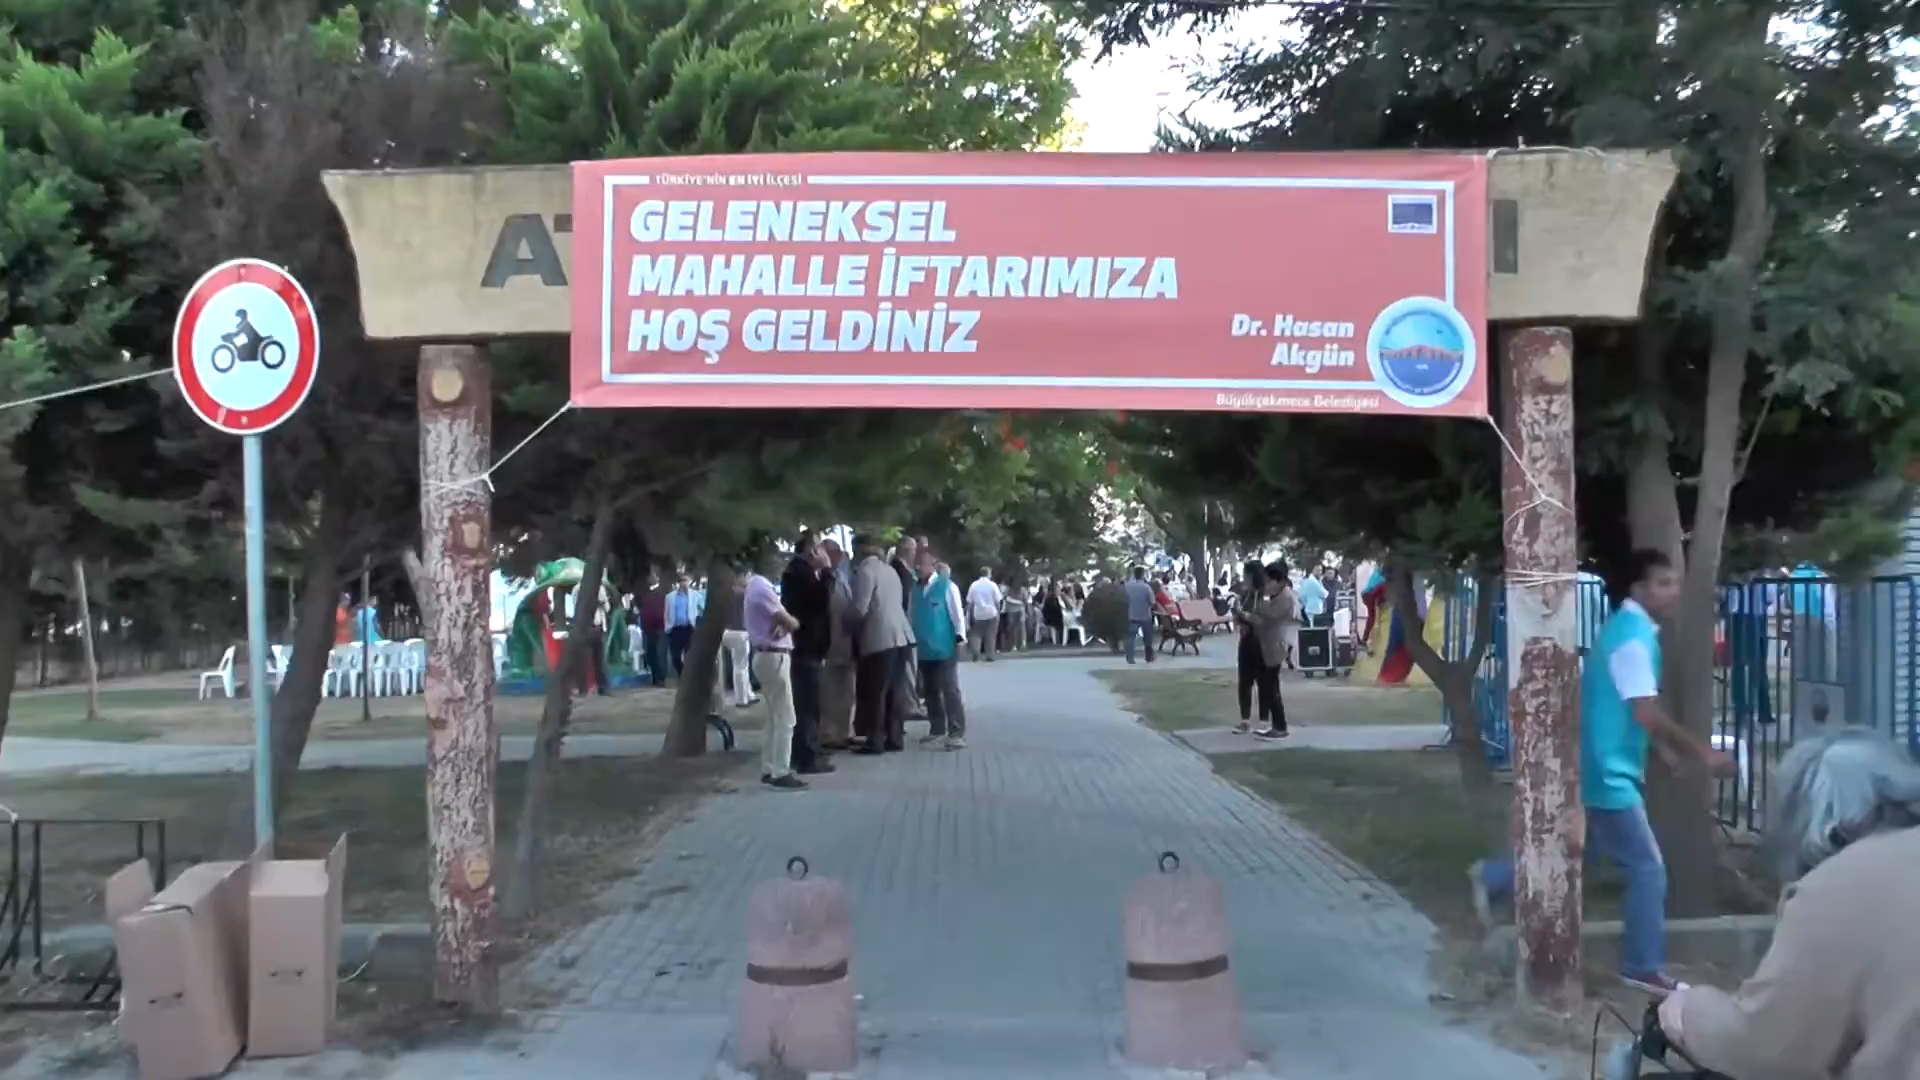 TÜRKİYE'NİN EN İYİ İLÇESİ
GELENEKSEL
MAHALLE İFTARIMIZA
HOŞ GELDİNİZ
Dr. Hasan
Akgün
Büyükçekmece Belediyesi